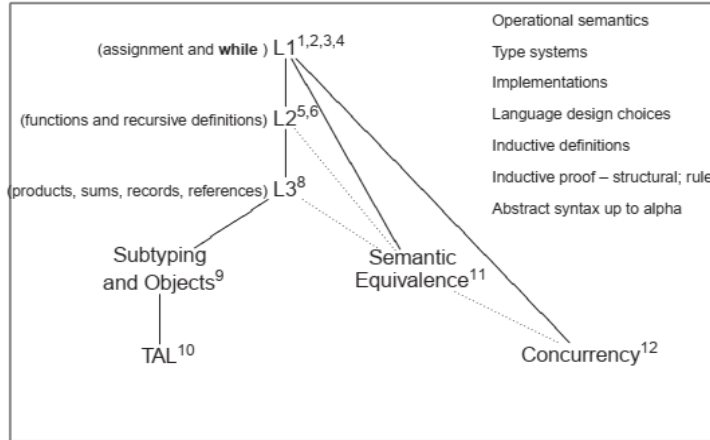 (assignment and while ) L1 1,2,3,4
(functions and recursive definitions) L2 5,6
(products, sums, records, references) L3 8
Subtyping
and Objects 9
Semantic
Equivalence 11
TAL 10
Concurrency 12
Operational semantics
Type systems
Implementations
Language design choices
Inductive definitions
Inductive proof – structural; rule
Abstract syntax up to alpha